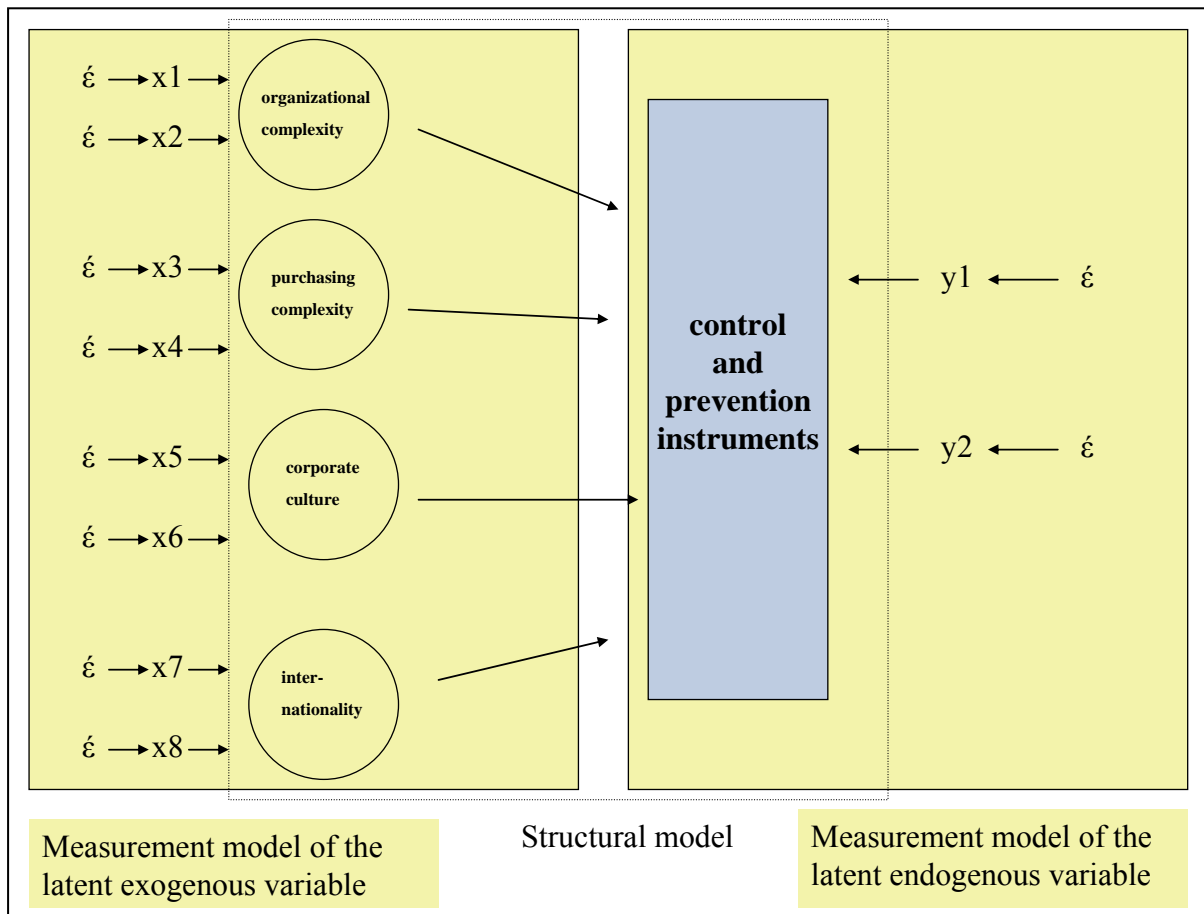 έ x1
έ x2
organizational
complexity
έ x3
έ x4
purchasing
complexity
έ x5
έ x6
corporate
culture
έ x7
έ x8
inter-
nationality
control
and
prevention
instruments
y1 έ
y2 έ
Measurement model of the
latent exogenous variable
Structural model
Measurement model of the
latent endogenous variable